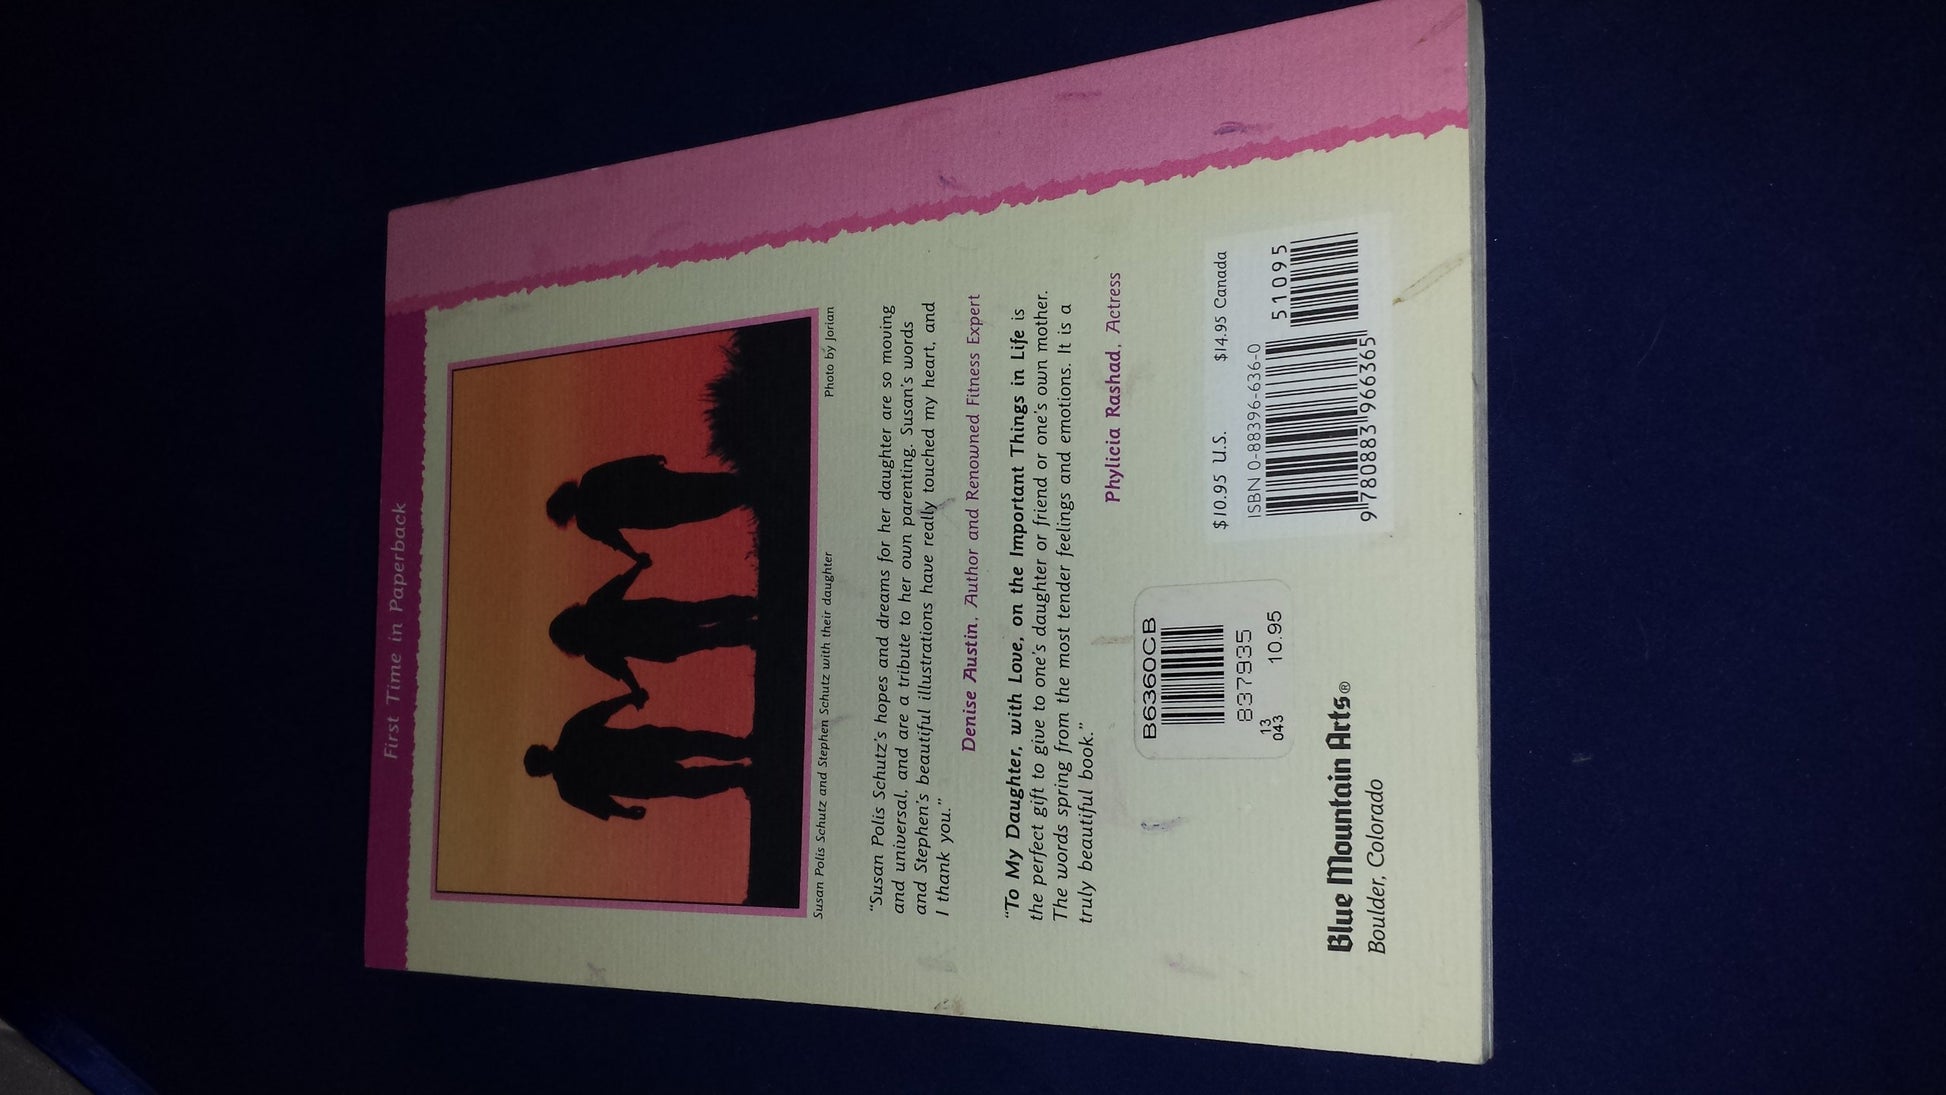 First Time in Paperback
Susan Polis Schutz and Stephen Schutz with their daughter
Photo by Jorian
“Susan Polis Schutz's hopes and dreams for her daughter are so moving
and universal, and are a tribute to her own parenting. Susan's words
and Stephen's beautiful illustrations have really touched my heart, and
I thank you.”
Denise Austin, Author and Renowned Fitness Expert
“To My Daughter, with Love, on the Important Things in Life is
the perfect gift to give to one's daughter or friend or one's own mother.
The words spring from the most tender feelings and emotions. It is a
truly beautiful book.”
Phylicia Rashad, Actress
B6360CB
837935
13
043
10.95
$10.95 U.S. $14.95 Canada
ISBN 0-88396-636-0
51095
9 780883 966365
Blue Mountain Arts®
Boulder, Colorado